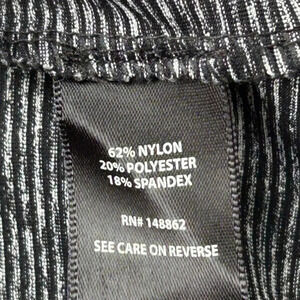 62% NYLON
20% POLYESTER
18% SPANDEX
RN# 148862
SEE CARE ON REVERSE